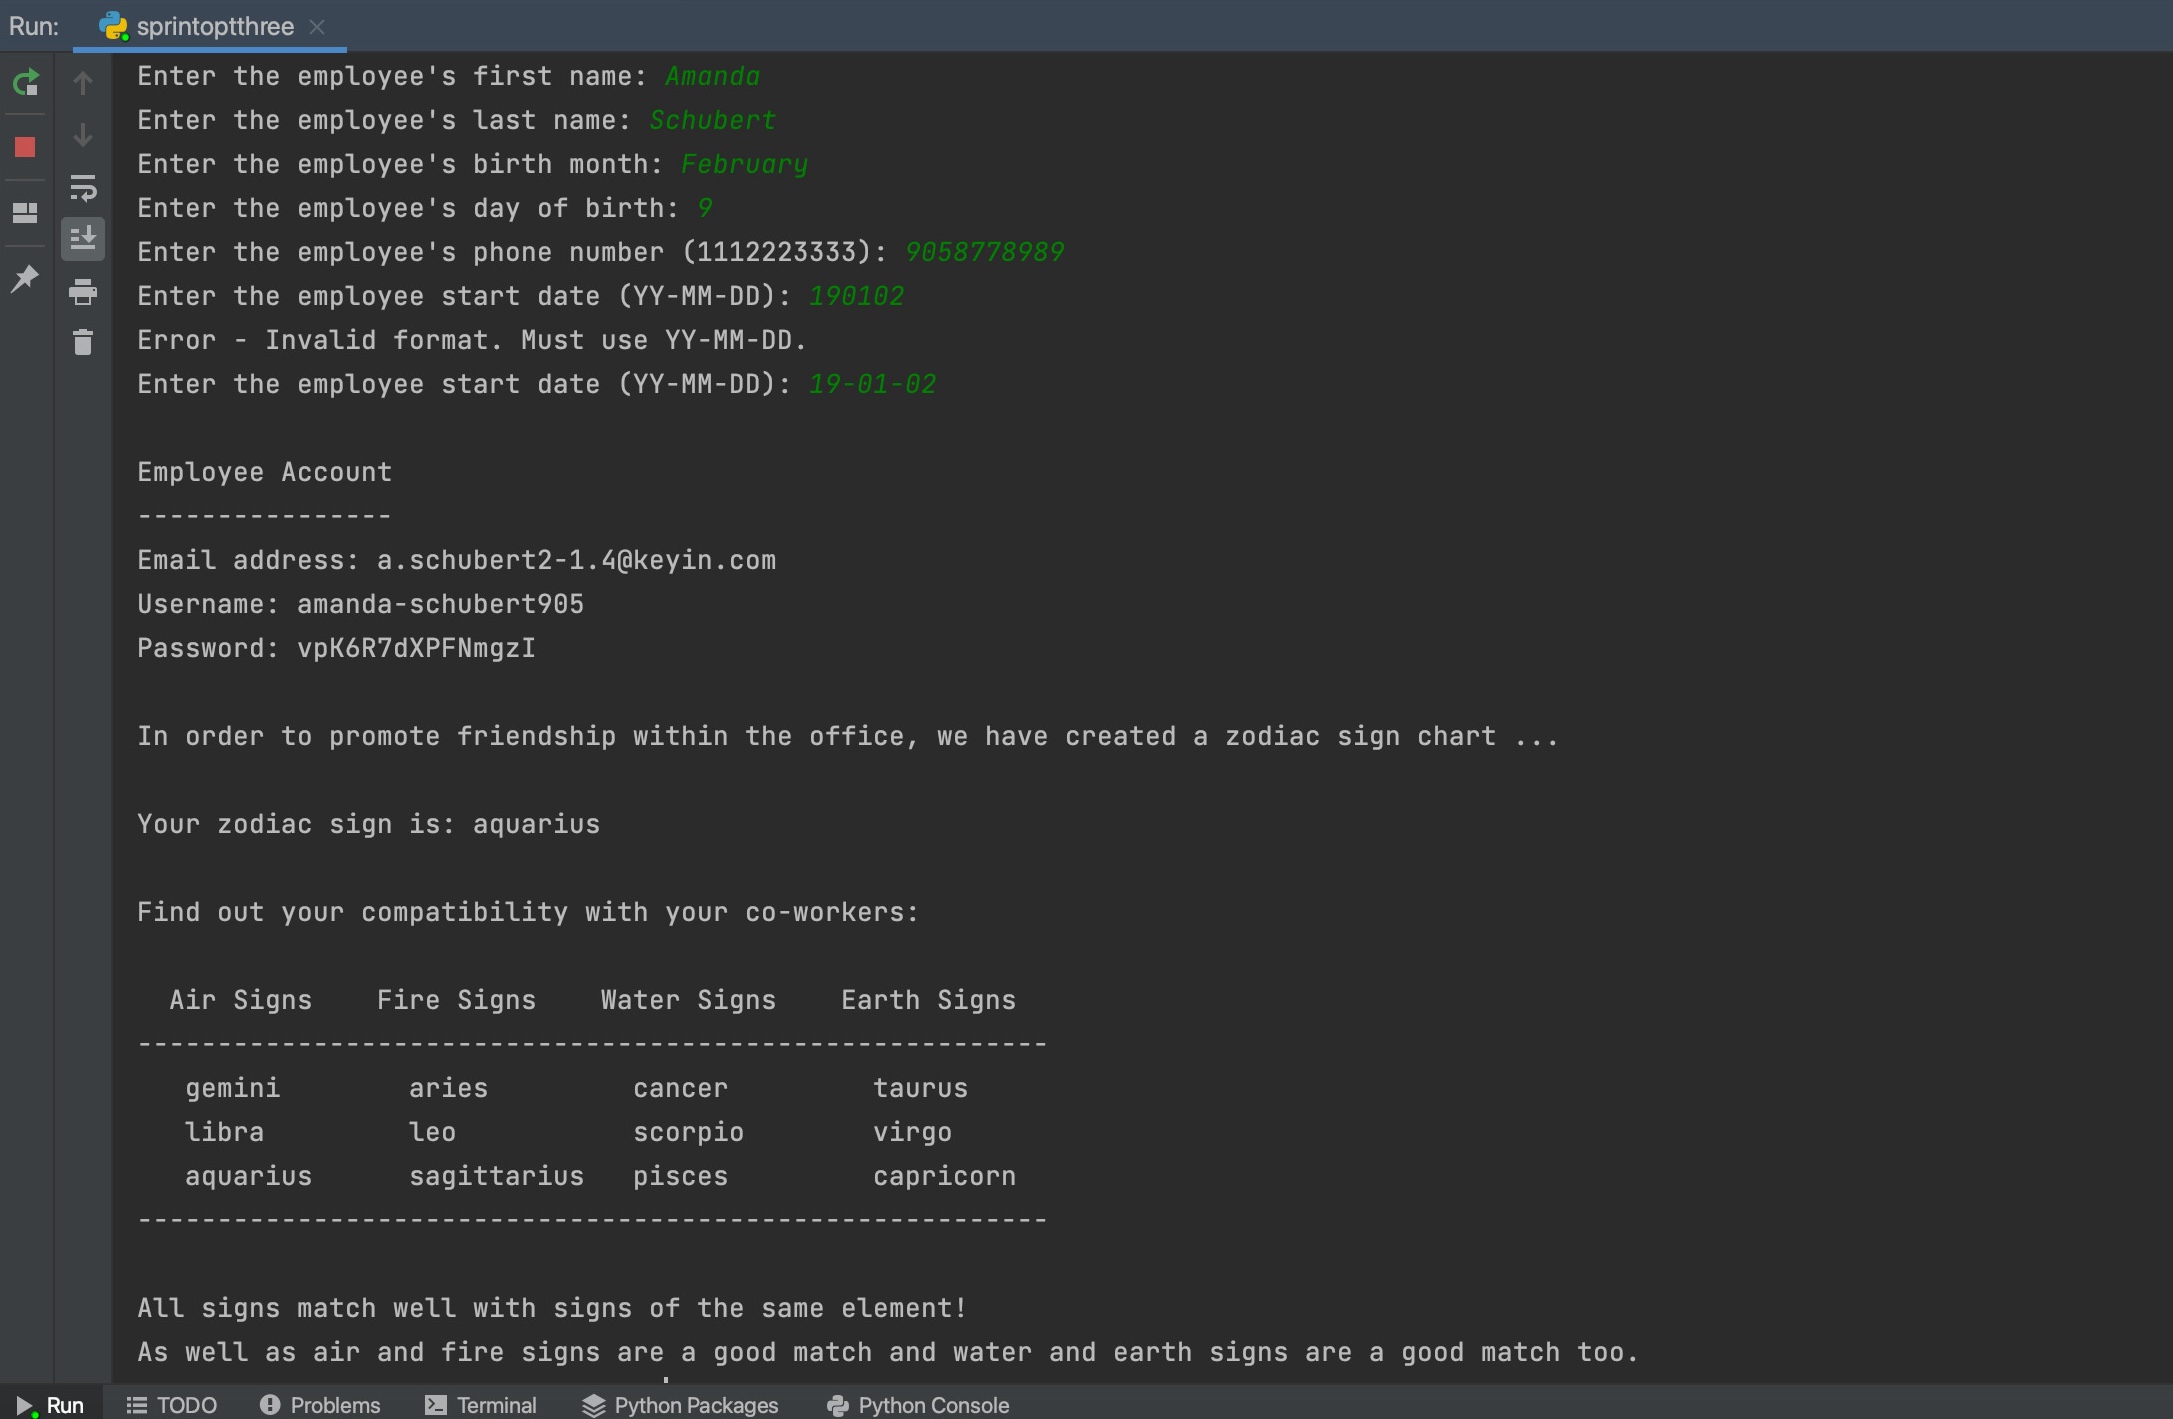 Run: sprintoptthree
Enter the employee's first name: Amanda
Enter the employee's last name: Schubert
Enter the employee's birth month: February
Enter the employee's day of birth: 9
Enter the employee's phone number (1112223333): 9058778989
Enter the employee start date (YY-MM-DD): 190102
Error - Invalid format. Must use YY-MM-DD.
Enter the employee start date (YY-MM-DD): 19-01-02
Employee Account
----------------
Email address: a.schubert2-1.4@keyin.com
Username: amanda-schubert905
Password: vpK6R7dXPFNmgzI
In order to promote friendship within the office, we have created a zodiac sign chart ...
Your zodiac sign is: aquarius
Find out your compatibility with your co-workers:
Air Signs    Fire Signs    Water Signs    Earth Signs
---------------------------------------------------------
gemini        aries         cancer         taurus
libra         leo           scorpio        virgo
aquarius      sagittarius   pisces         capricorn
---------------------------------------------------------
All signs match well with signs of the same element!
As well as air and fire signs are a good match and water and earth signs are a good match too.
Run TODO Problems Terminal Python Packages Python Console